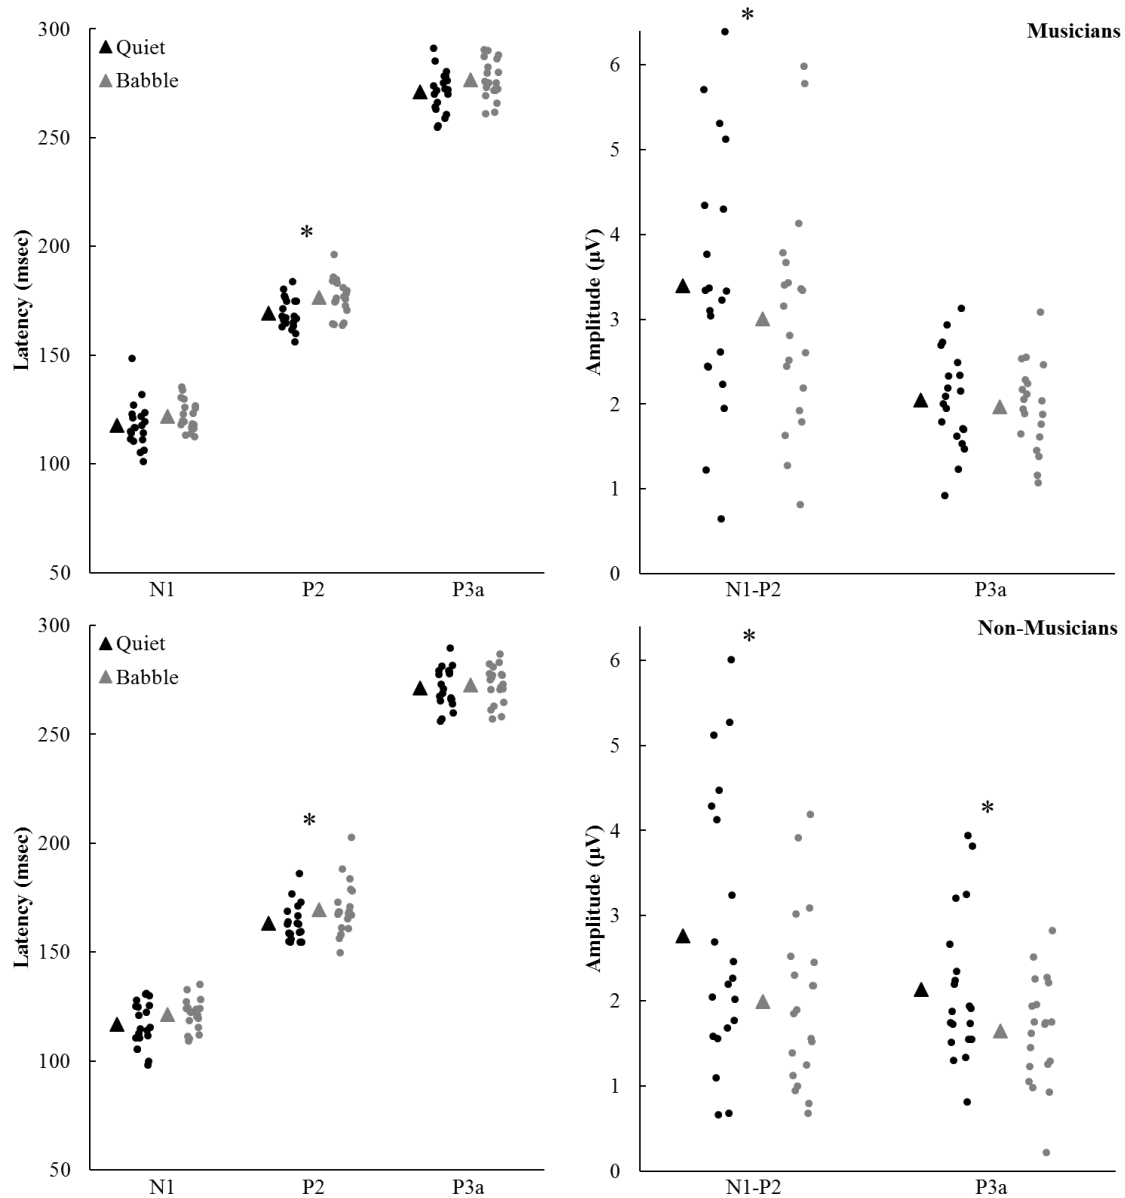 300
250
200
150
100
50
Latency (msec)
Quiet
Babble
*
N1 P2 P3a
Musicians
6
5
4
3
2
1
0
Amplitude (μV)
*
N1-P2 P3a
300
250
200
150
100
50
Latency (msec)
Quiet
Babble
*
N1 P2 P3a
Non-Musicians
6
5
4
3
2
1
0
Amplitude (μV)
*
*
N1-P2 P3a